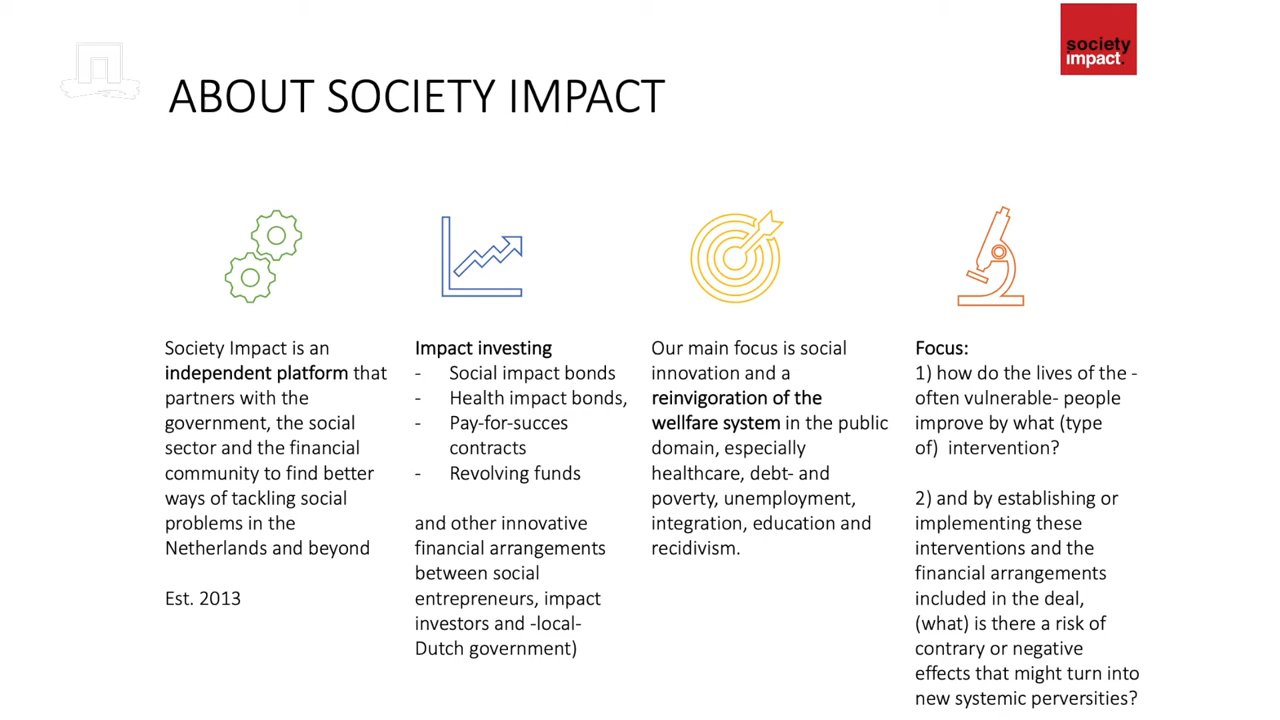 society
impact.
ABOUT SOCIETY IMPACT
Society Impact is an
independent platform that
partners with the
government, the social
sector and the financial
community to find better
ways of tackling social
problems in the
Netherlands and beyond
Est. 2013
Impact investing
- Social impact bonds
- Health impact bonds,
- Pay-for-succes
contracts
- Revolving funds
and other innovative
financial arrangements
between social
entrepreneurs, impact
investors and -local-
Dutch government)
Our main focus is social
innovation and a
reinvigoration of the
wellfare system in the public
domain, especially
healthcare, debt- and
poverty, unemployment,
integration, education and
recidivism.
Focus:
1) how do the lives of the -
often vulnerable- people
improve by what (type
of) intervention?
2) and by establishing or
implementing these
interventions and the
financial arrangements
included in the deal,
(what) is there a risk of
contrary or negative
effects that might turn into
new systemic perversities?